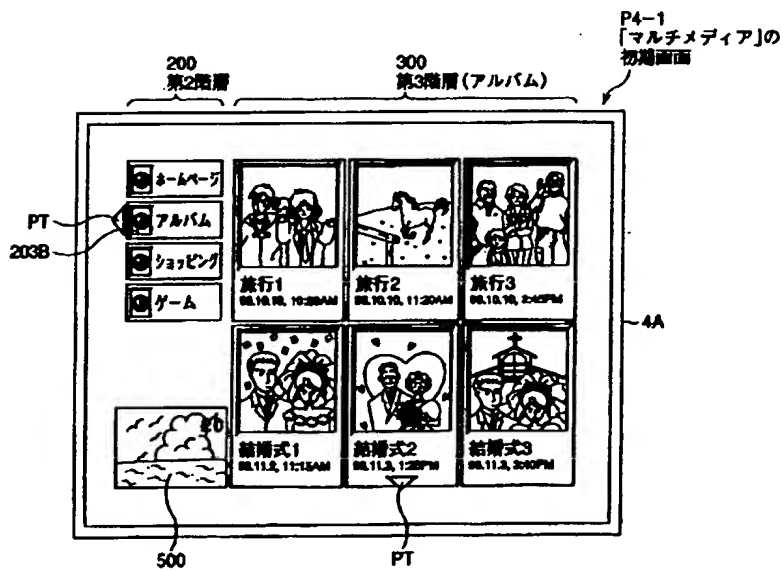 P4-1
「マルチメディア」の
初期画面
200
第2階層
300
第3階層(アルバム)
ホームページ
PT
アルバム
203B
ショッピング
ゲーム
旅行1
旅行2
旅行3
4A
結婚式1
結婚式2
結婚式3
500
PT